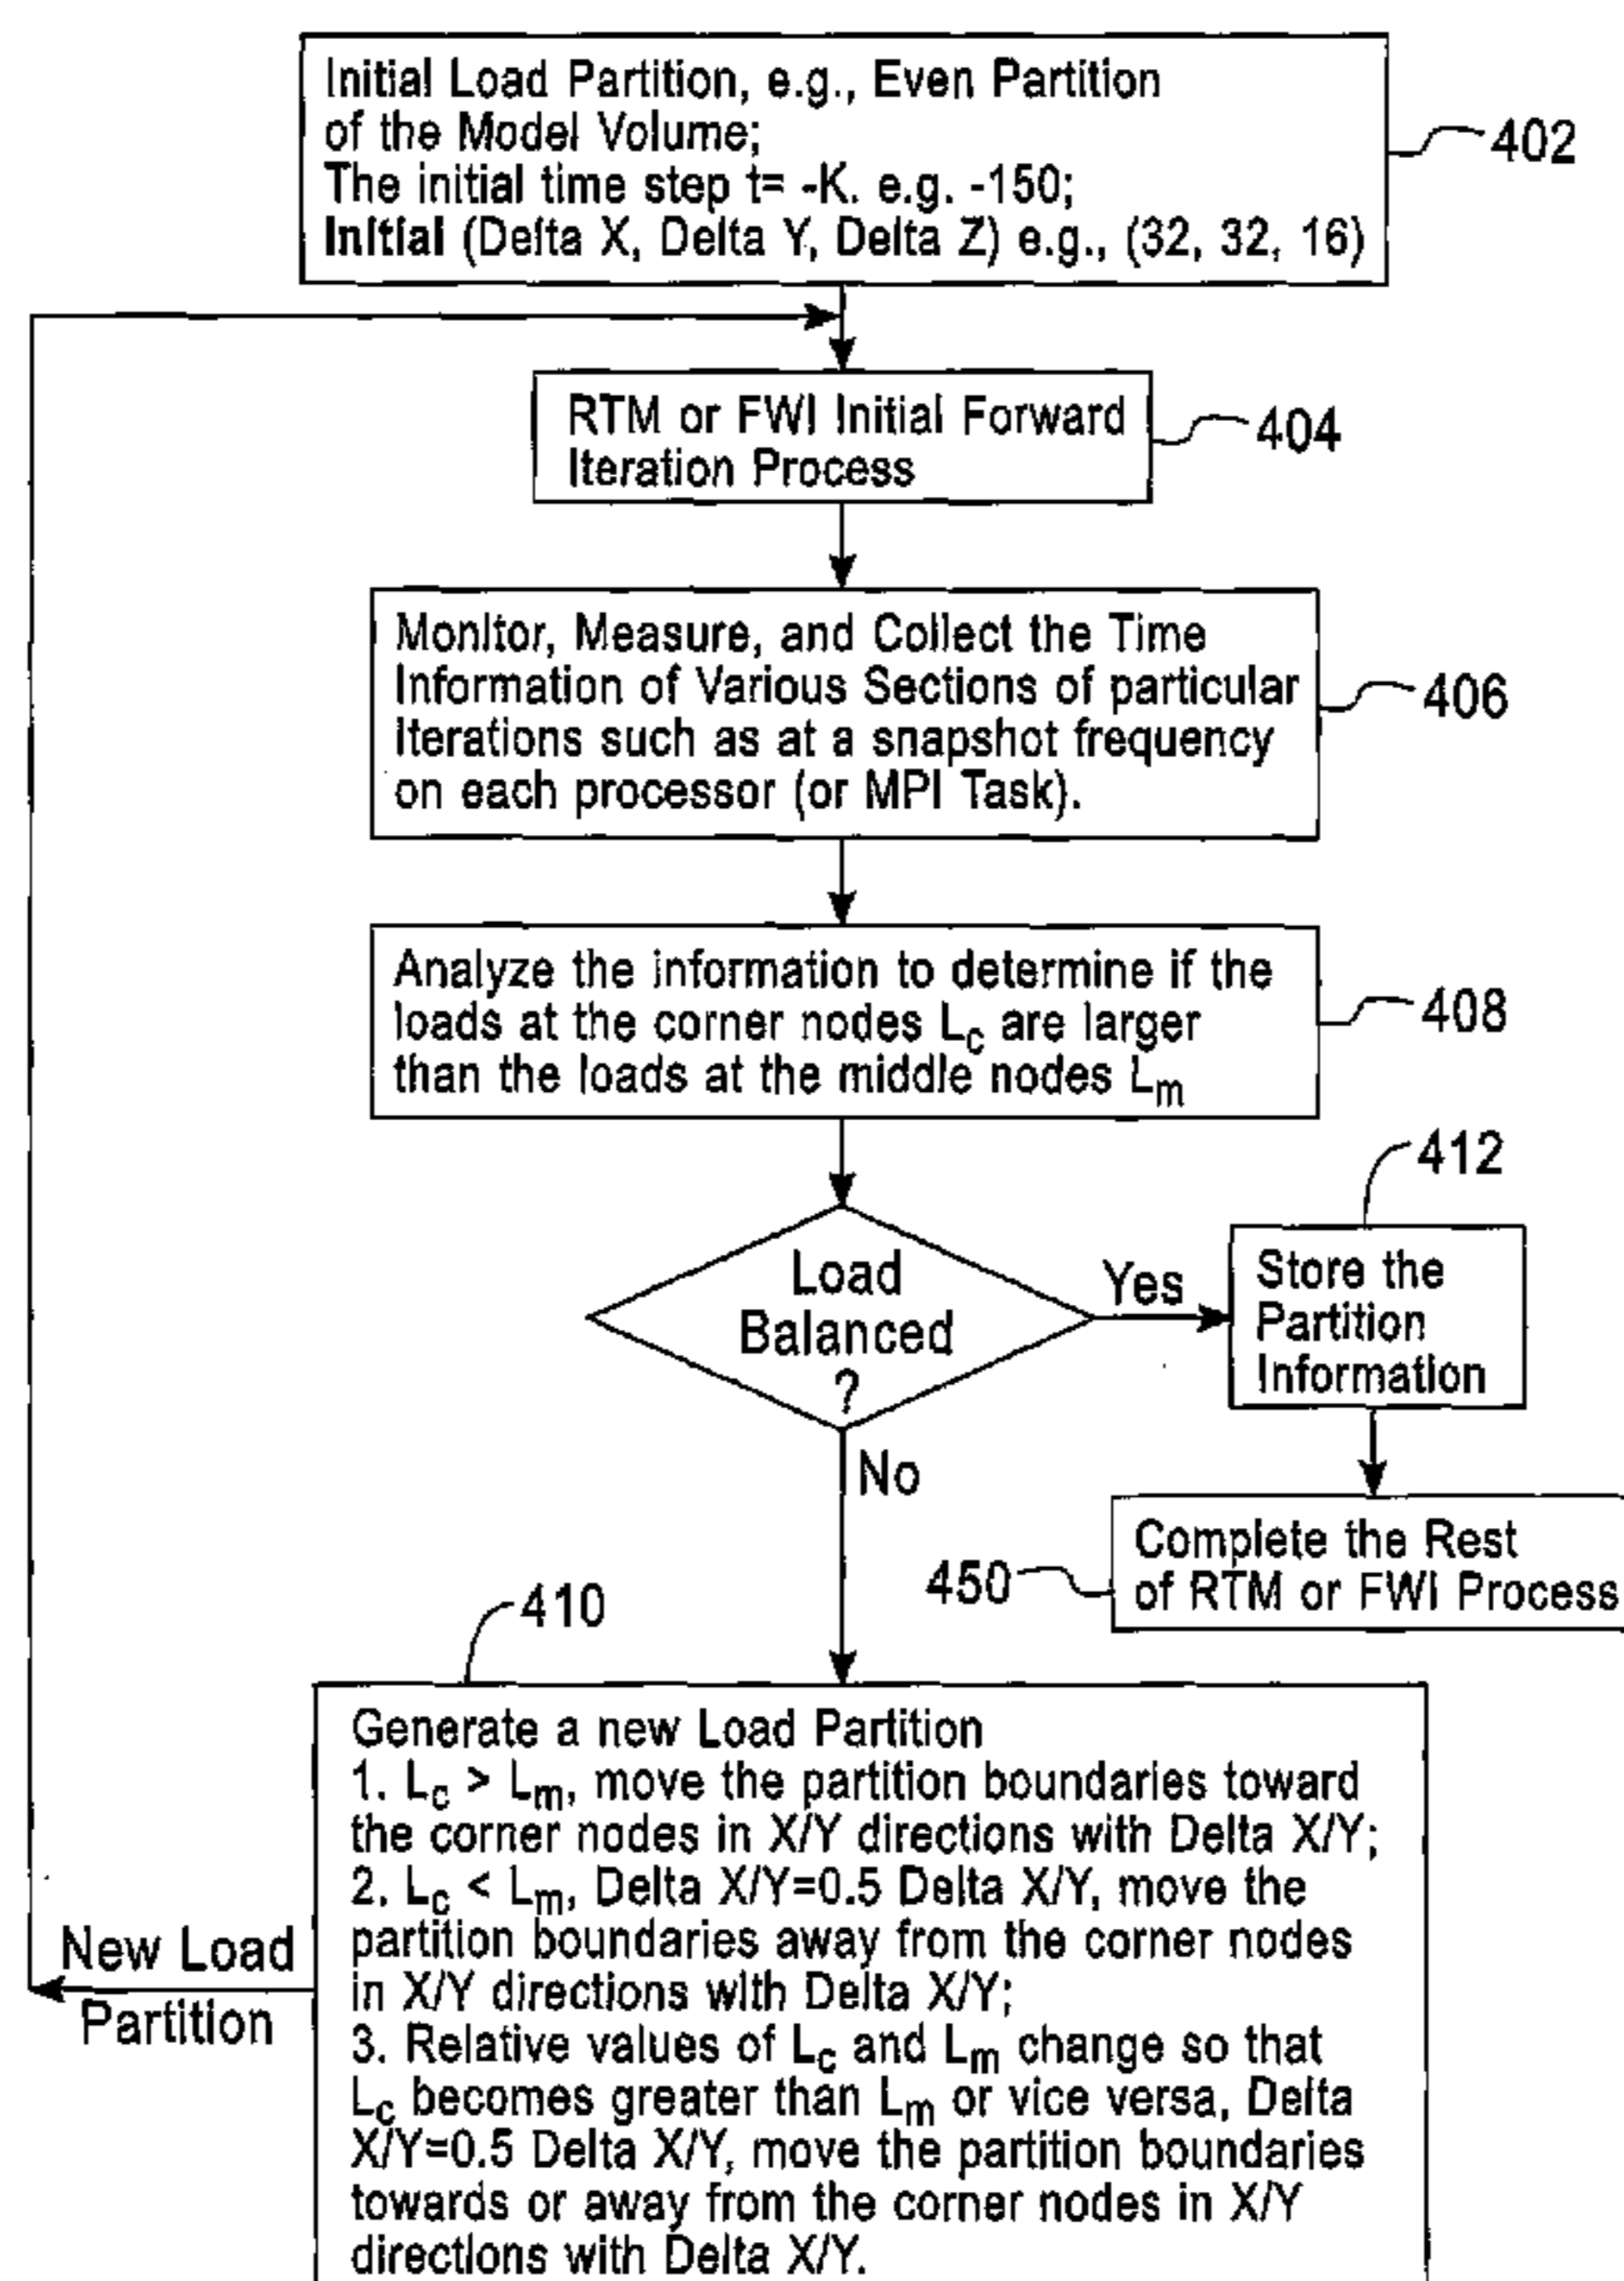 Initial Load Partition, e.g., Even Partition
of the Model Volume;
The initial time step t= -K. e.g. -150;
Initial (Delta X, Delta Y, Delta Z) e.g., (32, 32, 16)
402
RTM or FWI Initial Forward
Iteration Process
404
Monitor, Measure, and Collect the Time
Information of Various Sections of particular
Iterations such as at a snapshot frequency
on each processor (or MPI Task).
406
Analyze the information to determine if the
loads at the corner nodes Lc are larger
than the loads at the middle nodes Lm
408
Load
Balanced
?
Yes
412
Store the
Partition
Information
No
450
Complete the Rest
of RTM or FWI Process
410
Generate a new Load Partition
1. Lc > Lm, move the partition boundaries toward
the corner nodes in X/Y directions with Delta X/Y;
2. Lc < Lm, Delta X/Y=0.5 Delta X/Y, move the
partition boundaries away from the corner nodes
in X/Y directions with Delta X/Y;
3. Relative values of Lc and Lm change so that
Lc becomes greater than Lm or vice versa, Delta
X/Y=0.5 Delta X/Y, move the partition boundaries
towards or away from the corner nodes in X/Y
directions with Delta X/Y.
New Load
Partition